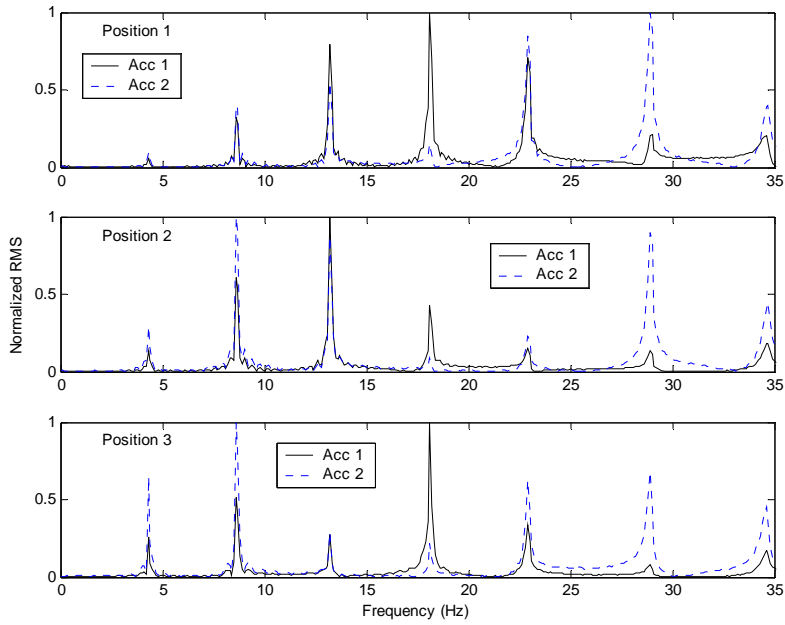 Position 1
Acc 1
Acc 2
1
0.5
0
0 5 10 15 20 25 30 35
Position 2
Acc 1
Acc 2
1
0.5
0
0 5 10 15 20 25 30 35
Normalized RMS
Position 3
Acc 1
Acc 2
1
0.5
0
0 5 10 15 20 25 30 35
Frequency (Hz)